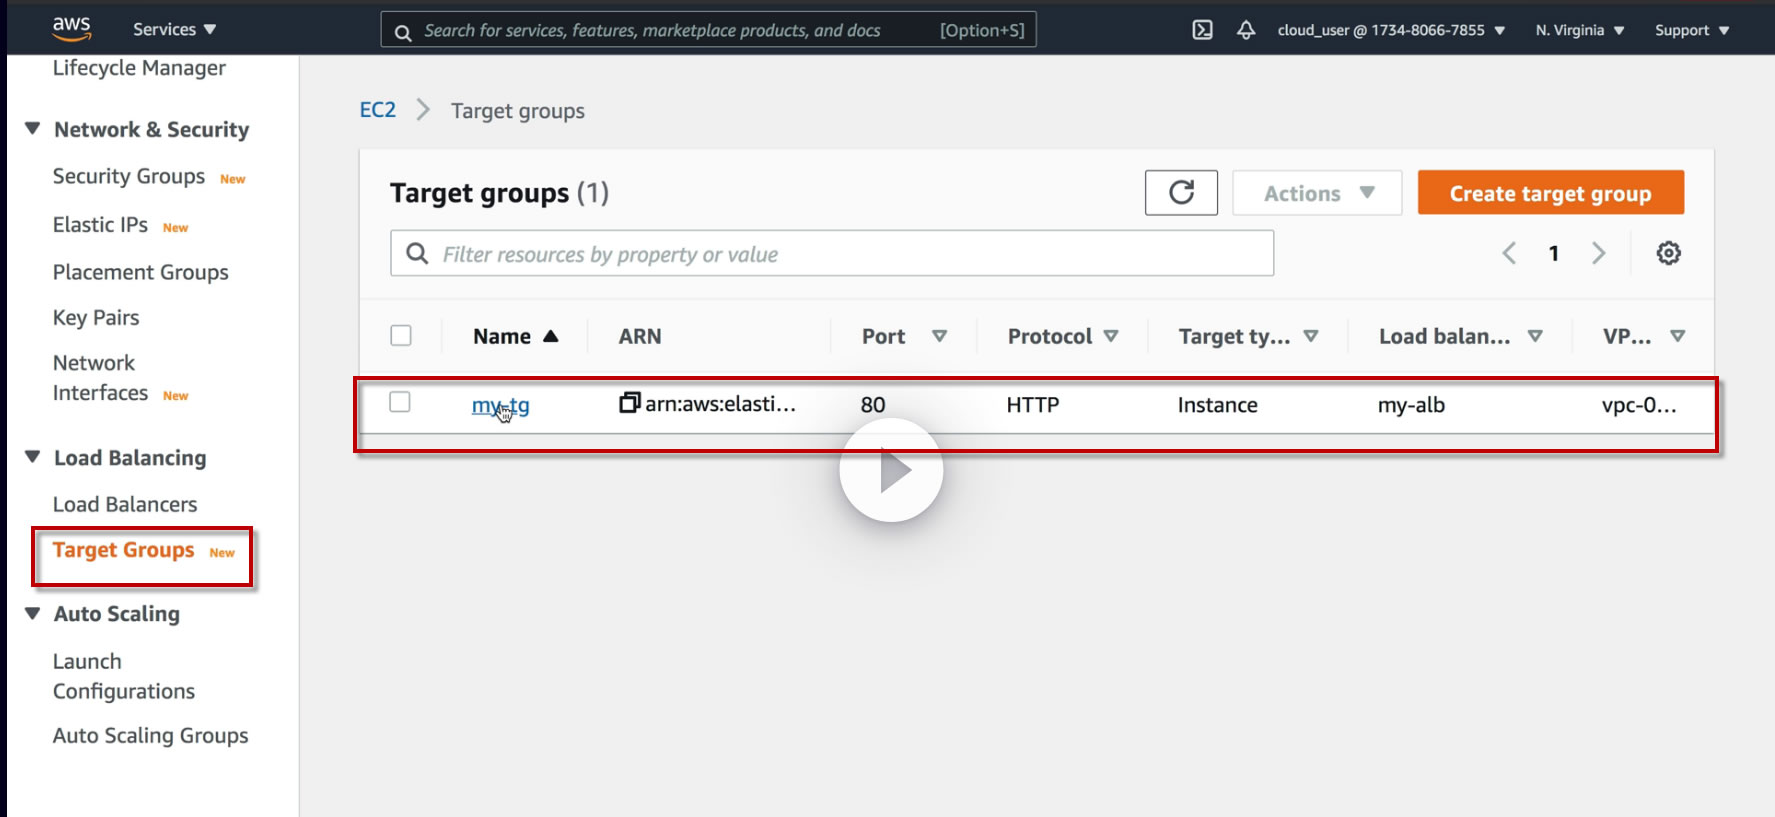 aws
Services
Search for services, features, marketplace products, and docs [Option+S]
cloud_user @ 1734-8066-7855
N. Virginia
Support
Lifecycle Manager
Network & Security
Security Groups New
Elastic IPs New
Placement Groups
Key Pairs
Network
Interfaces New
Load Balancing
Load Balancers
Target Groups New
Auto Scaling
Launch
Configurations
Auto Scaling Groups
EC2 > Target groups
Target groups (1)
Actions
Create target group
Filter resources by property or value
1
Name ARN Port Protocol Target ty... Load balan... VP...
my-tg arn:aws:elasti... 80 HTTP Instance my-alb vpc-0...